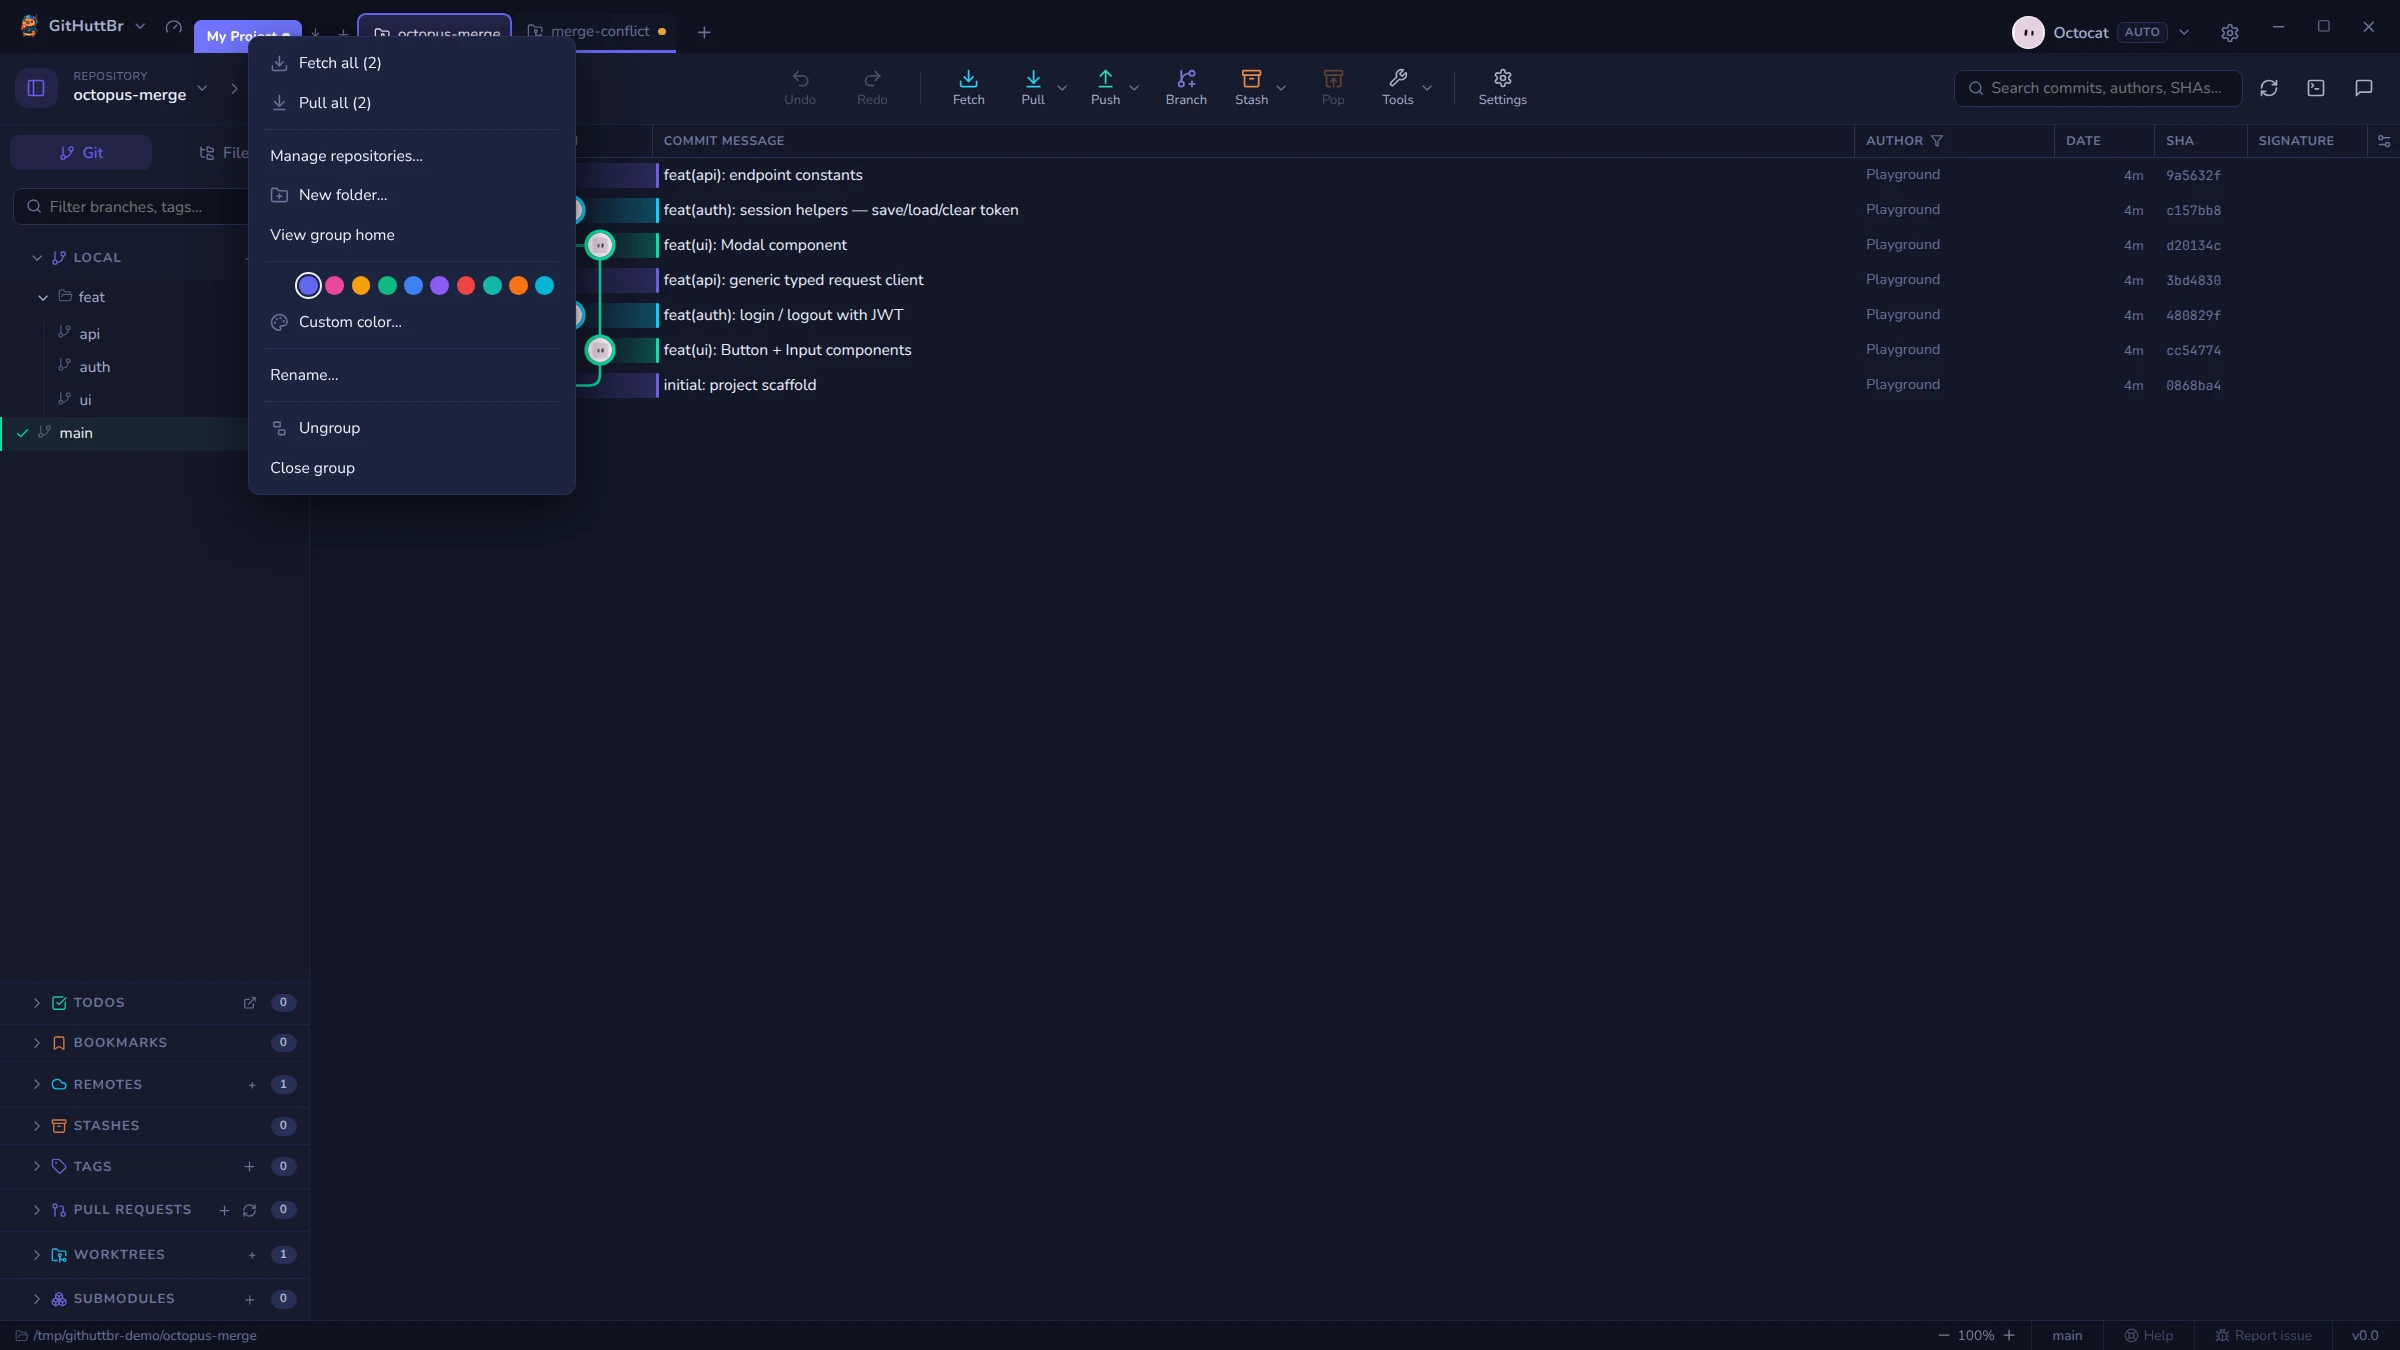 GitHuttBr
My Project
octopus-merge
merge-conflict
Octocat
AUTO
REPOSITORY
octopus-merge
Undo
Redo
Fetch
Pull
Push
Branch
Stash
Pop
Tools
Settings
Search commits, authors, SHAs...
Git
File
Filter branches, tags...
LOCAL
feat
api
auth
ui
main
Fetch all (2)
Pull all (2)
Manage repositories...
New folder...
View group home
Custom color...
Rename...
Ungroup
Close group
COMMIT MESSAGE
AUTHOR
DATE
SHA
SIGNATURE
feat(api): endpoint constants
Playground
4m
9a5632f
feat(auth): session helpers — save/load/clear token
Playground
4m
c157bb8
feat(ui): Modal component
Playground
4m
d20134c
feat(api): generic typed request client
Playground
4m
3bd4830
feat(auth): login / logout with JWT
Playground
4m
480829f
feat(ui): Button + Input components
Playground
4m
cc54774
initial: project scaffold
Playground
4m
0868ba4
TODOS
0
BOOKMARKS
0
REMOTES
1
STASHES
0
TAGS
0
PULL REQUESTS
0
WORKTREES
1
SUBMODULES
0
/tmp/githuttbr-demo/octopus-merge
100%
main
Help
Report issue
v0.0